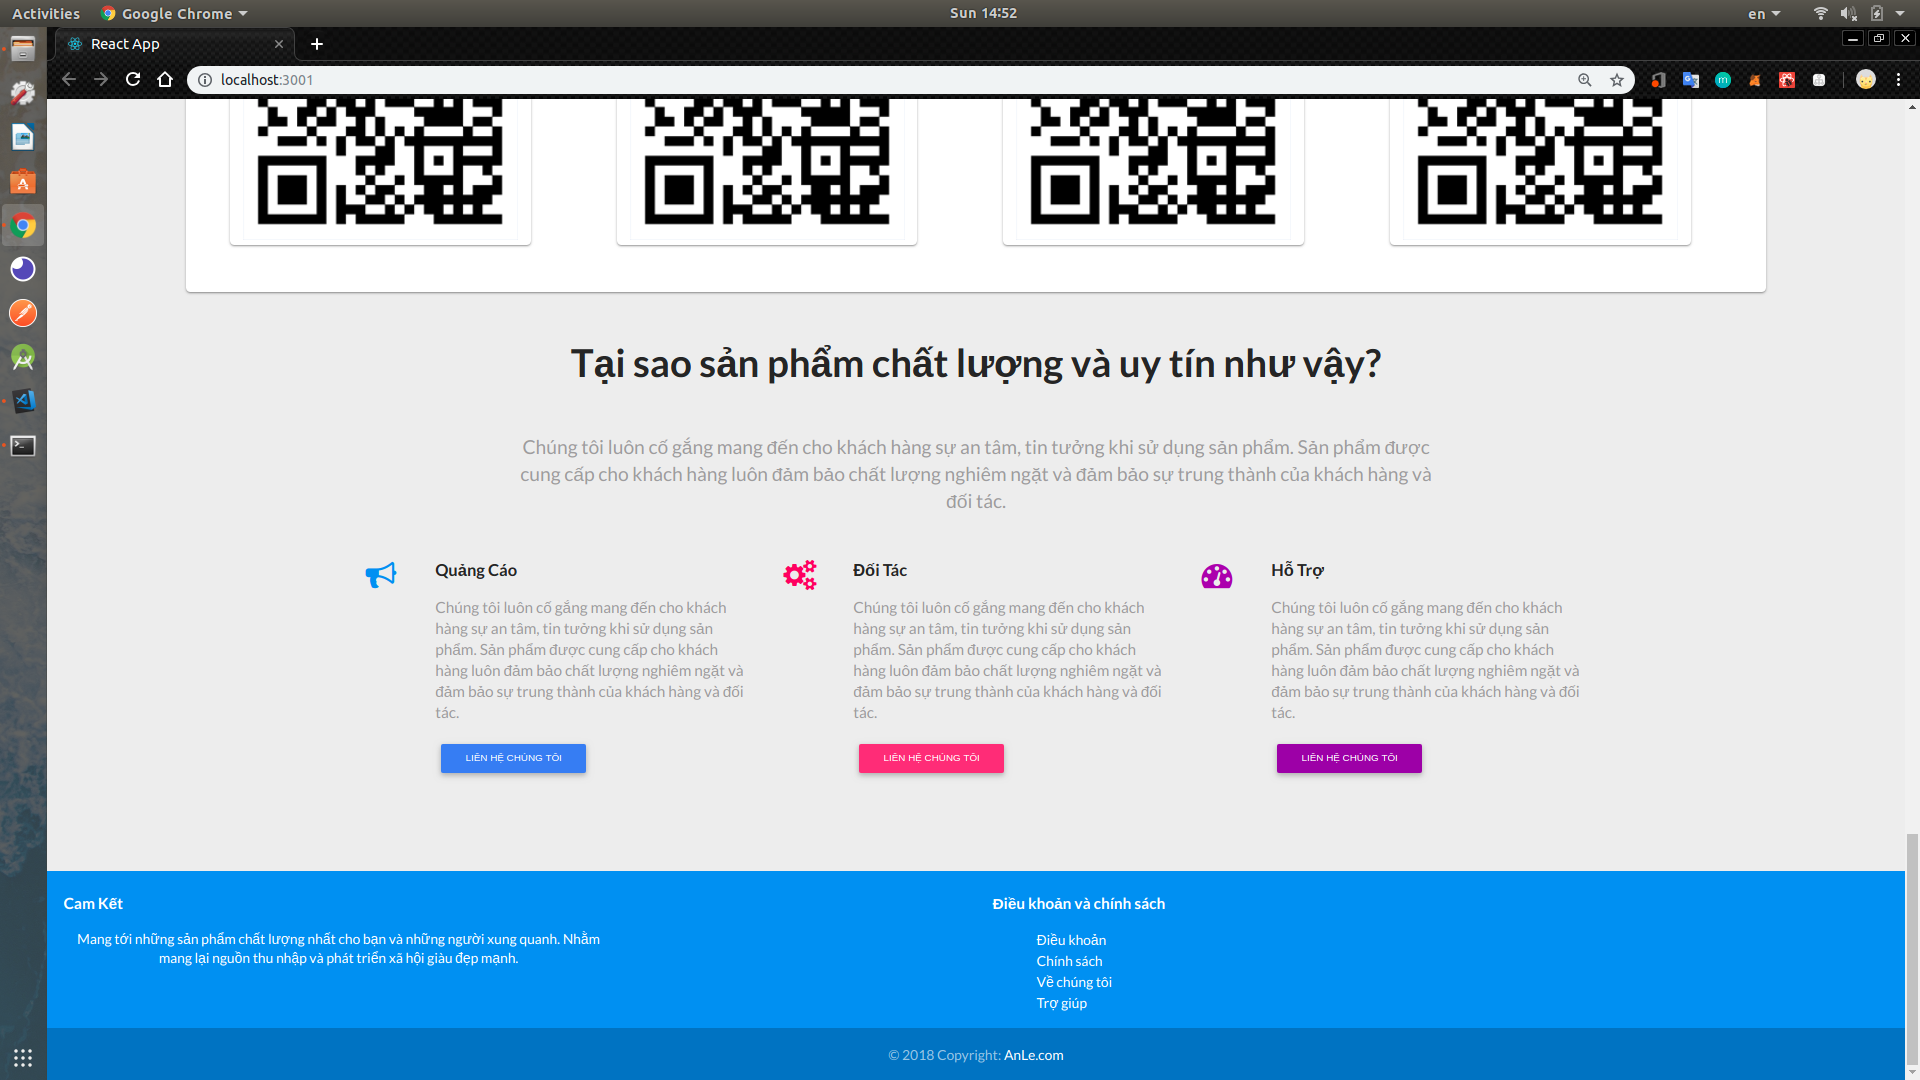 Activities
Google Chrome
Sun 14:52
en
React App
localhost:3001
Tại sao sản phẩm chất lượng và uy tín như vậy?
Chúng tôi luôn cố gắng mang đến cho khách hàng sự an tâm, tin tưởng khi sử dụng sản phẩm. Sản phẩm được
cung cấp cho khách hàng luôn đảm bảo chất lượng nghiêm ngặt và đảm bảo sự trung thành của khách hàng và
đối tác.
Quảng Cáo
Chúng tôi luôn cố gắng mang đến cho khách
hàng sự an tâm, tin tưởng khi sử dụng sản
phẩm. Sản phẩm được cung cấp cho khách
hàng luôn đảm bảo chất lượng nghiêm ngặt và
đảm bảo sự trung thành của khách hàng và đối
tác.
LIÊN HỆ CHÚNG TÔI
Đối Tác
Chúng tôi luôn cố gắng mang đến cho khách
hàng sự an tâm, tin tưởng khi sử dụng sản
phẩm. Sản phẩm được cung cấp cho khách
hàng luôn đảm bảo chất lượng nghiêm ngặt và
đảm bảo sự trung thành của khách hàng và đối
tác.
LIÊN HỆ CHÚNG TÔI
Hỗ Trợ
Chúng tôi luôn cố gắng mang đến cho khách
hàng sự an tâm, tin tưởng khi sử dụng sản
phẩm. Sản phẩm được cung cấp cho khách
hàng luôn đảm bảo chất lượng nghiêm ngặt và
đảm bảo sự trung thành của khách hàng và đối
tác.
LIÊN HỆ CHÚNG TÔI
Cam Kết
Mang tới những sản phẩm chất lượng nhất cho bạn và những người xung quanh. Nhằm
mang lại nguồn thu nhập và phát triển xã hội giàu đẹp mạnh.
Điều khoản và chính sách
Điều khoản
Chính sách
Về chúng tôi
Trợ giúp
© 2018 Copyright: AnLe.com